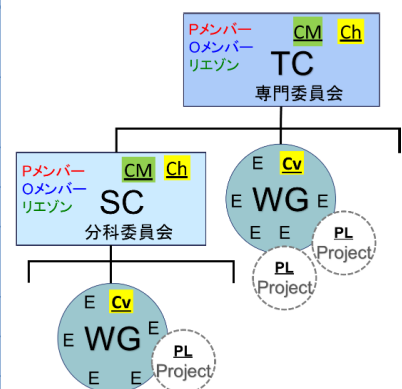 Pメンバー CM Ch
Oメンバー
リエゾン TC
専門委員会
Pメンバー CM Ch
Oメンバー
リエゾン SC
分科委員会
E Cv
E WG E
E E
PL
Project
PL
Project
E Cv
E WG E
E E
PL
Project